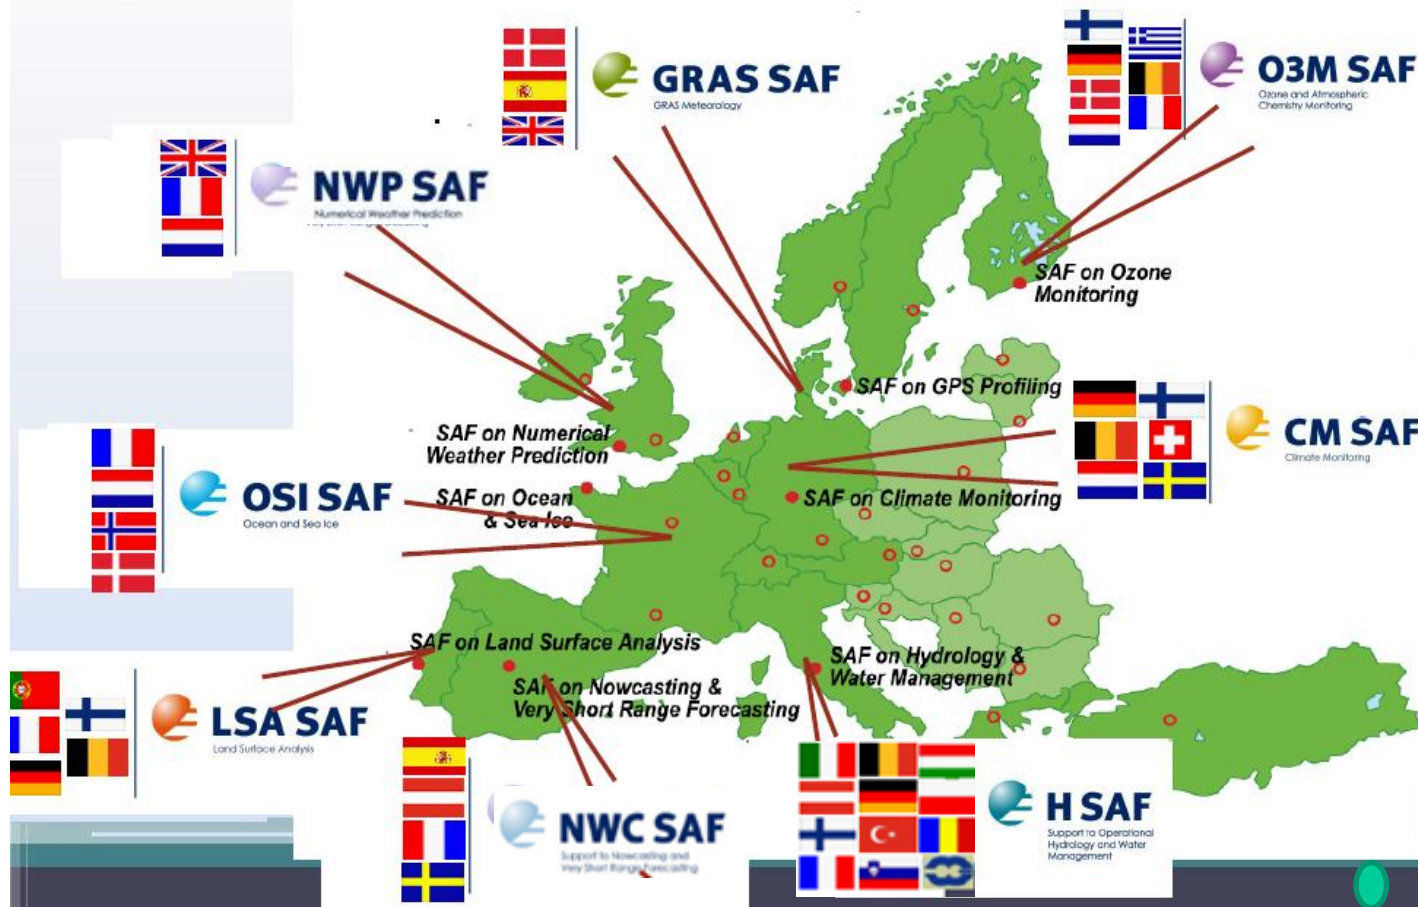 GRAS SAF
GRAS Meteorology
O3M SAF
Ozone and Atmospheric
Chemistry Monitoring
NWP SAF
Numerical Weather Prediction
SAF on Ozone
Monitoring
SAF on GPS Profiling
CM SAF
Climate Monitoring
SAF on Numerical
Weather Prediction
OSI SAF
Ocean and Sea Ice
SAF on Ocean
& Sea Ice
SAF on Climate Monitoring
SAF on Land Surface Analysis
SAF on Hydrology &
Water Management
SAF on Nowcasting &
Very Short Range Forecasting
LSA SAF
Land Surface Analysis
NWC SAF
Support to Nowcasting and
Very Short Range Forecasting
H SAF
Support to Operational
Hydrology and Water
Management